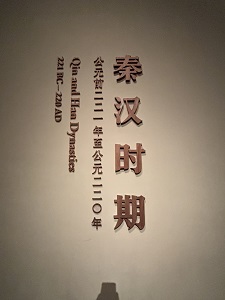 秦汉时期
公元前二二一年至公元二二〇年
Qin and Han Dynasties
221 BC—220 AD